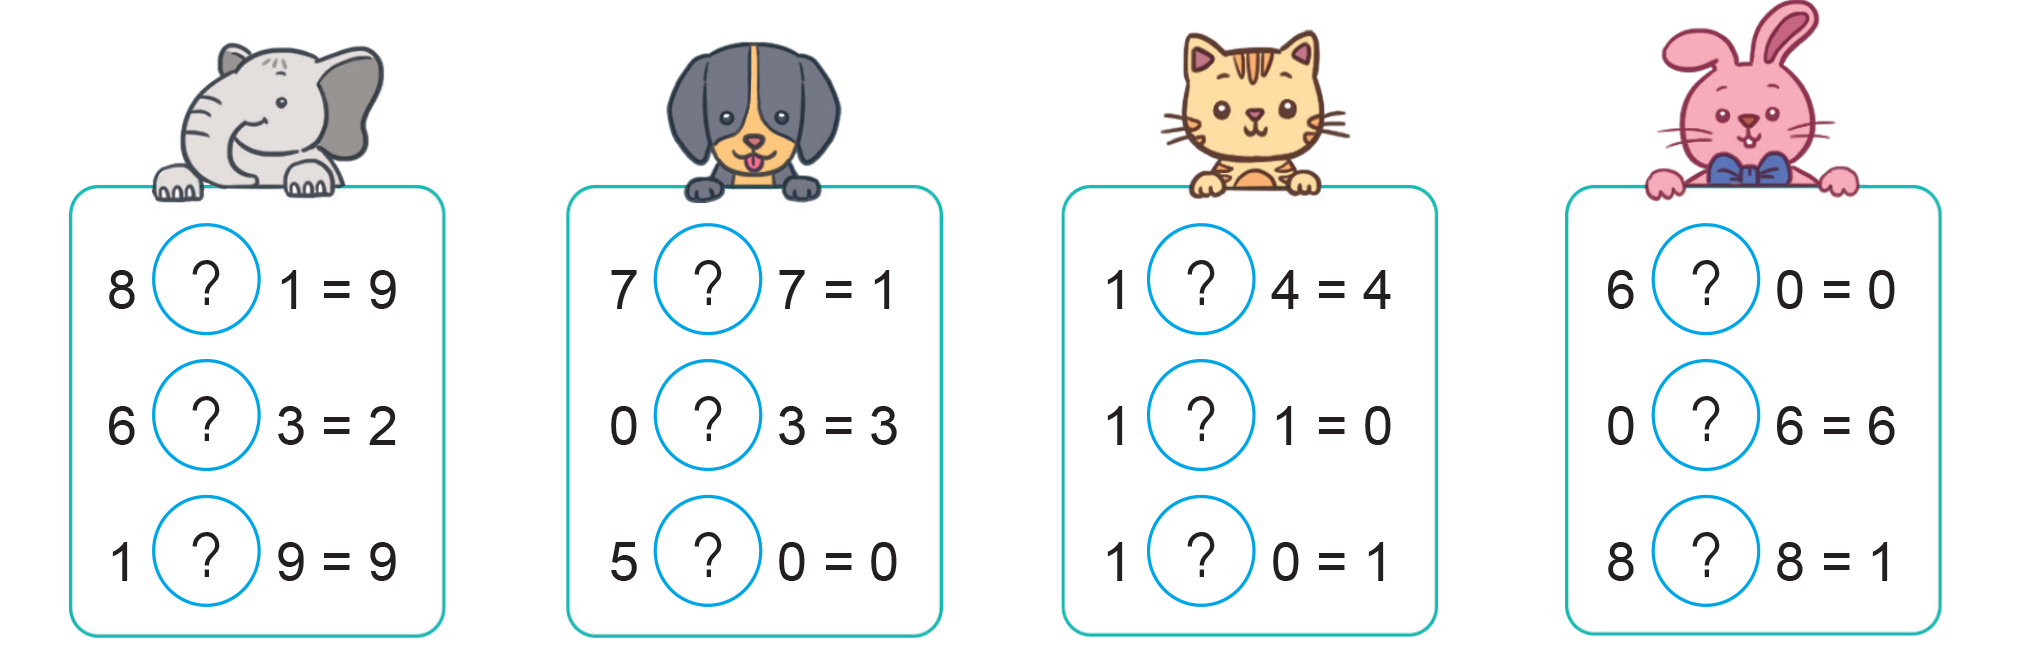 8 ? 1 = 9
6 ? 3 = 2
1 ? 9 = 9
7 ? 7 = 1
0 ? 3 = 3
5 ? 0 = 0
1 ? 4 = 4
1 ? 1 = 0
1 ? 0 = 1
6 ? 0 = 0
0 ? 6 = 6
8 ? 8 = 1